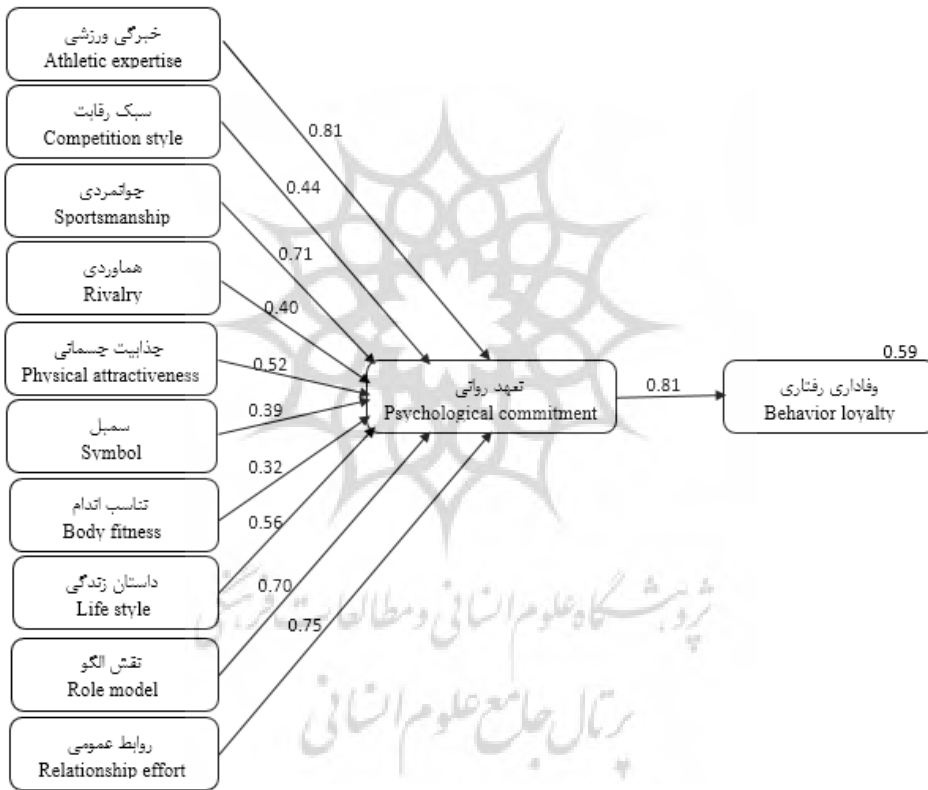 خبرگی ورزشی
Athletic expertise
سبک رقابت
Competition style
جوانمردی
Sportsmanship
هماوردی
Rivalry
جذابیت جسمانی
Physical attractiveness
سمبل
Symbol
تناسب اندام
Body fitness
داستان زندگی
Life style
نقش الگو
Role model
روابط عمومی
Relationship effort
0.81
0.44
0.71
0.40
0.52
0.39
0.32
0.56
0.70
0.75
تعهد روانی
Psychological commitment
0.81
0.59
وفاداری رفتاری
Behavior loyalty
پژوهشگاه علوم انسانی و مطالعات فرهنگی
پرتال جامع علوم انسانی